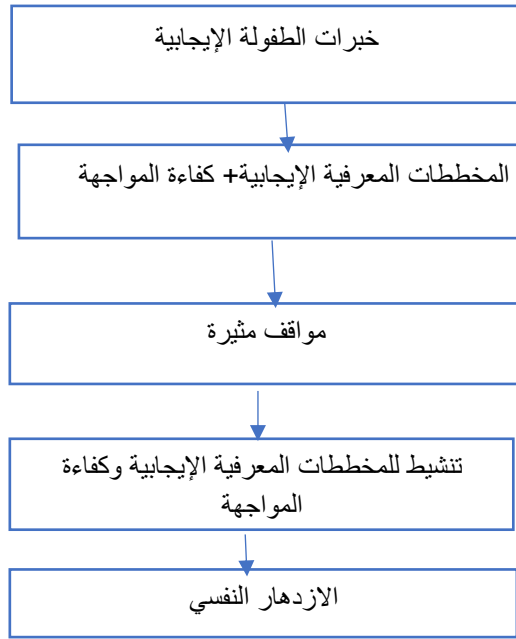 خبرات الطفولة الإيجابية
المخططات المعرفية الإيجابية+ كفاءة المواجهة
مواقف مثيرة
تنشيط للمخططات المعرفية الإيجابية وكفاءة
المواجهة
الازدهار النفسي